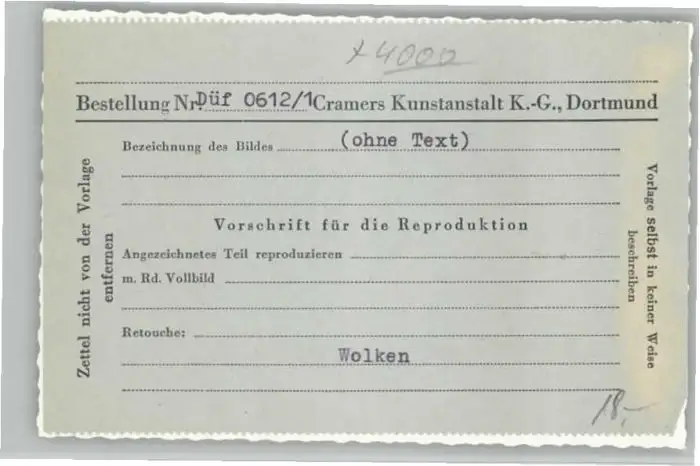 +4000
Bestellung Nr. Düf 0612/1 Cramers Kunstanstalt K.-G., Dortmund
Bezeichnung des Bildes (ohne Text)
Vorschrift für die Reproduktion
Angezeichnetes Teil reproduzieren
m. Rd. Vollbild
Retouche:
Wolken
18,-
Zettel nicht von der Vorlage
entfernen
Vorlage selbst in keiner Weise
beschreiben